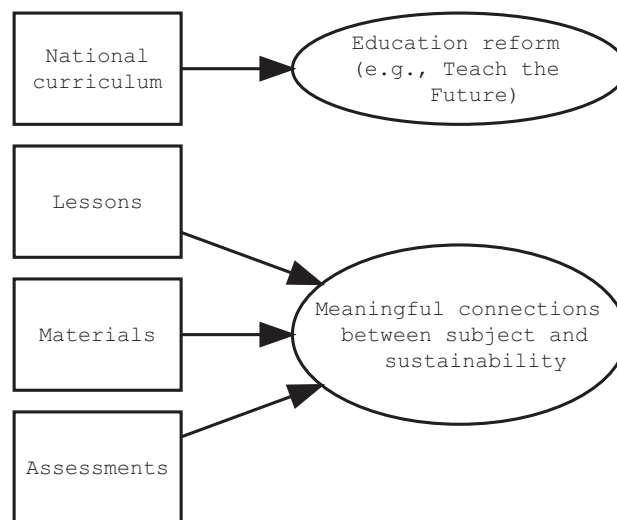 National
curriculum
Education reform
(e.g., Teach the
Future)
Lessons
Materials
Meaningful connections
between subject and
sustainability
Assessments